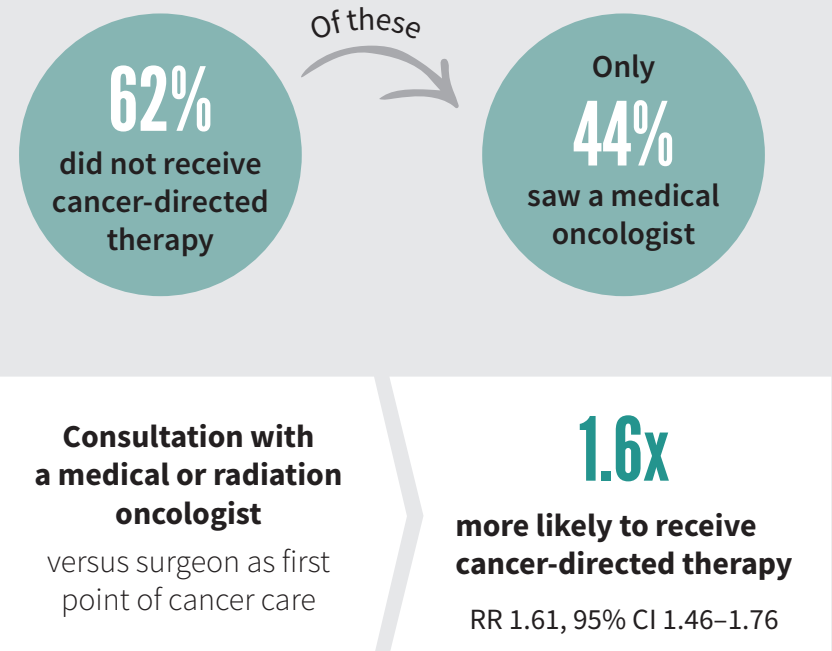 Of these
62%
did not receive
cancer-directed
therapy
Only
44%
saw a medical
oncologist
Consultation with
a medical or radiation
oncologist
versus surgeon as first
point of cancer care
1.6x
more likely to receive
cancer-directed therapy
RR 1.61, 95% CI 1.46–1.76